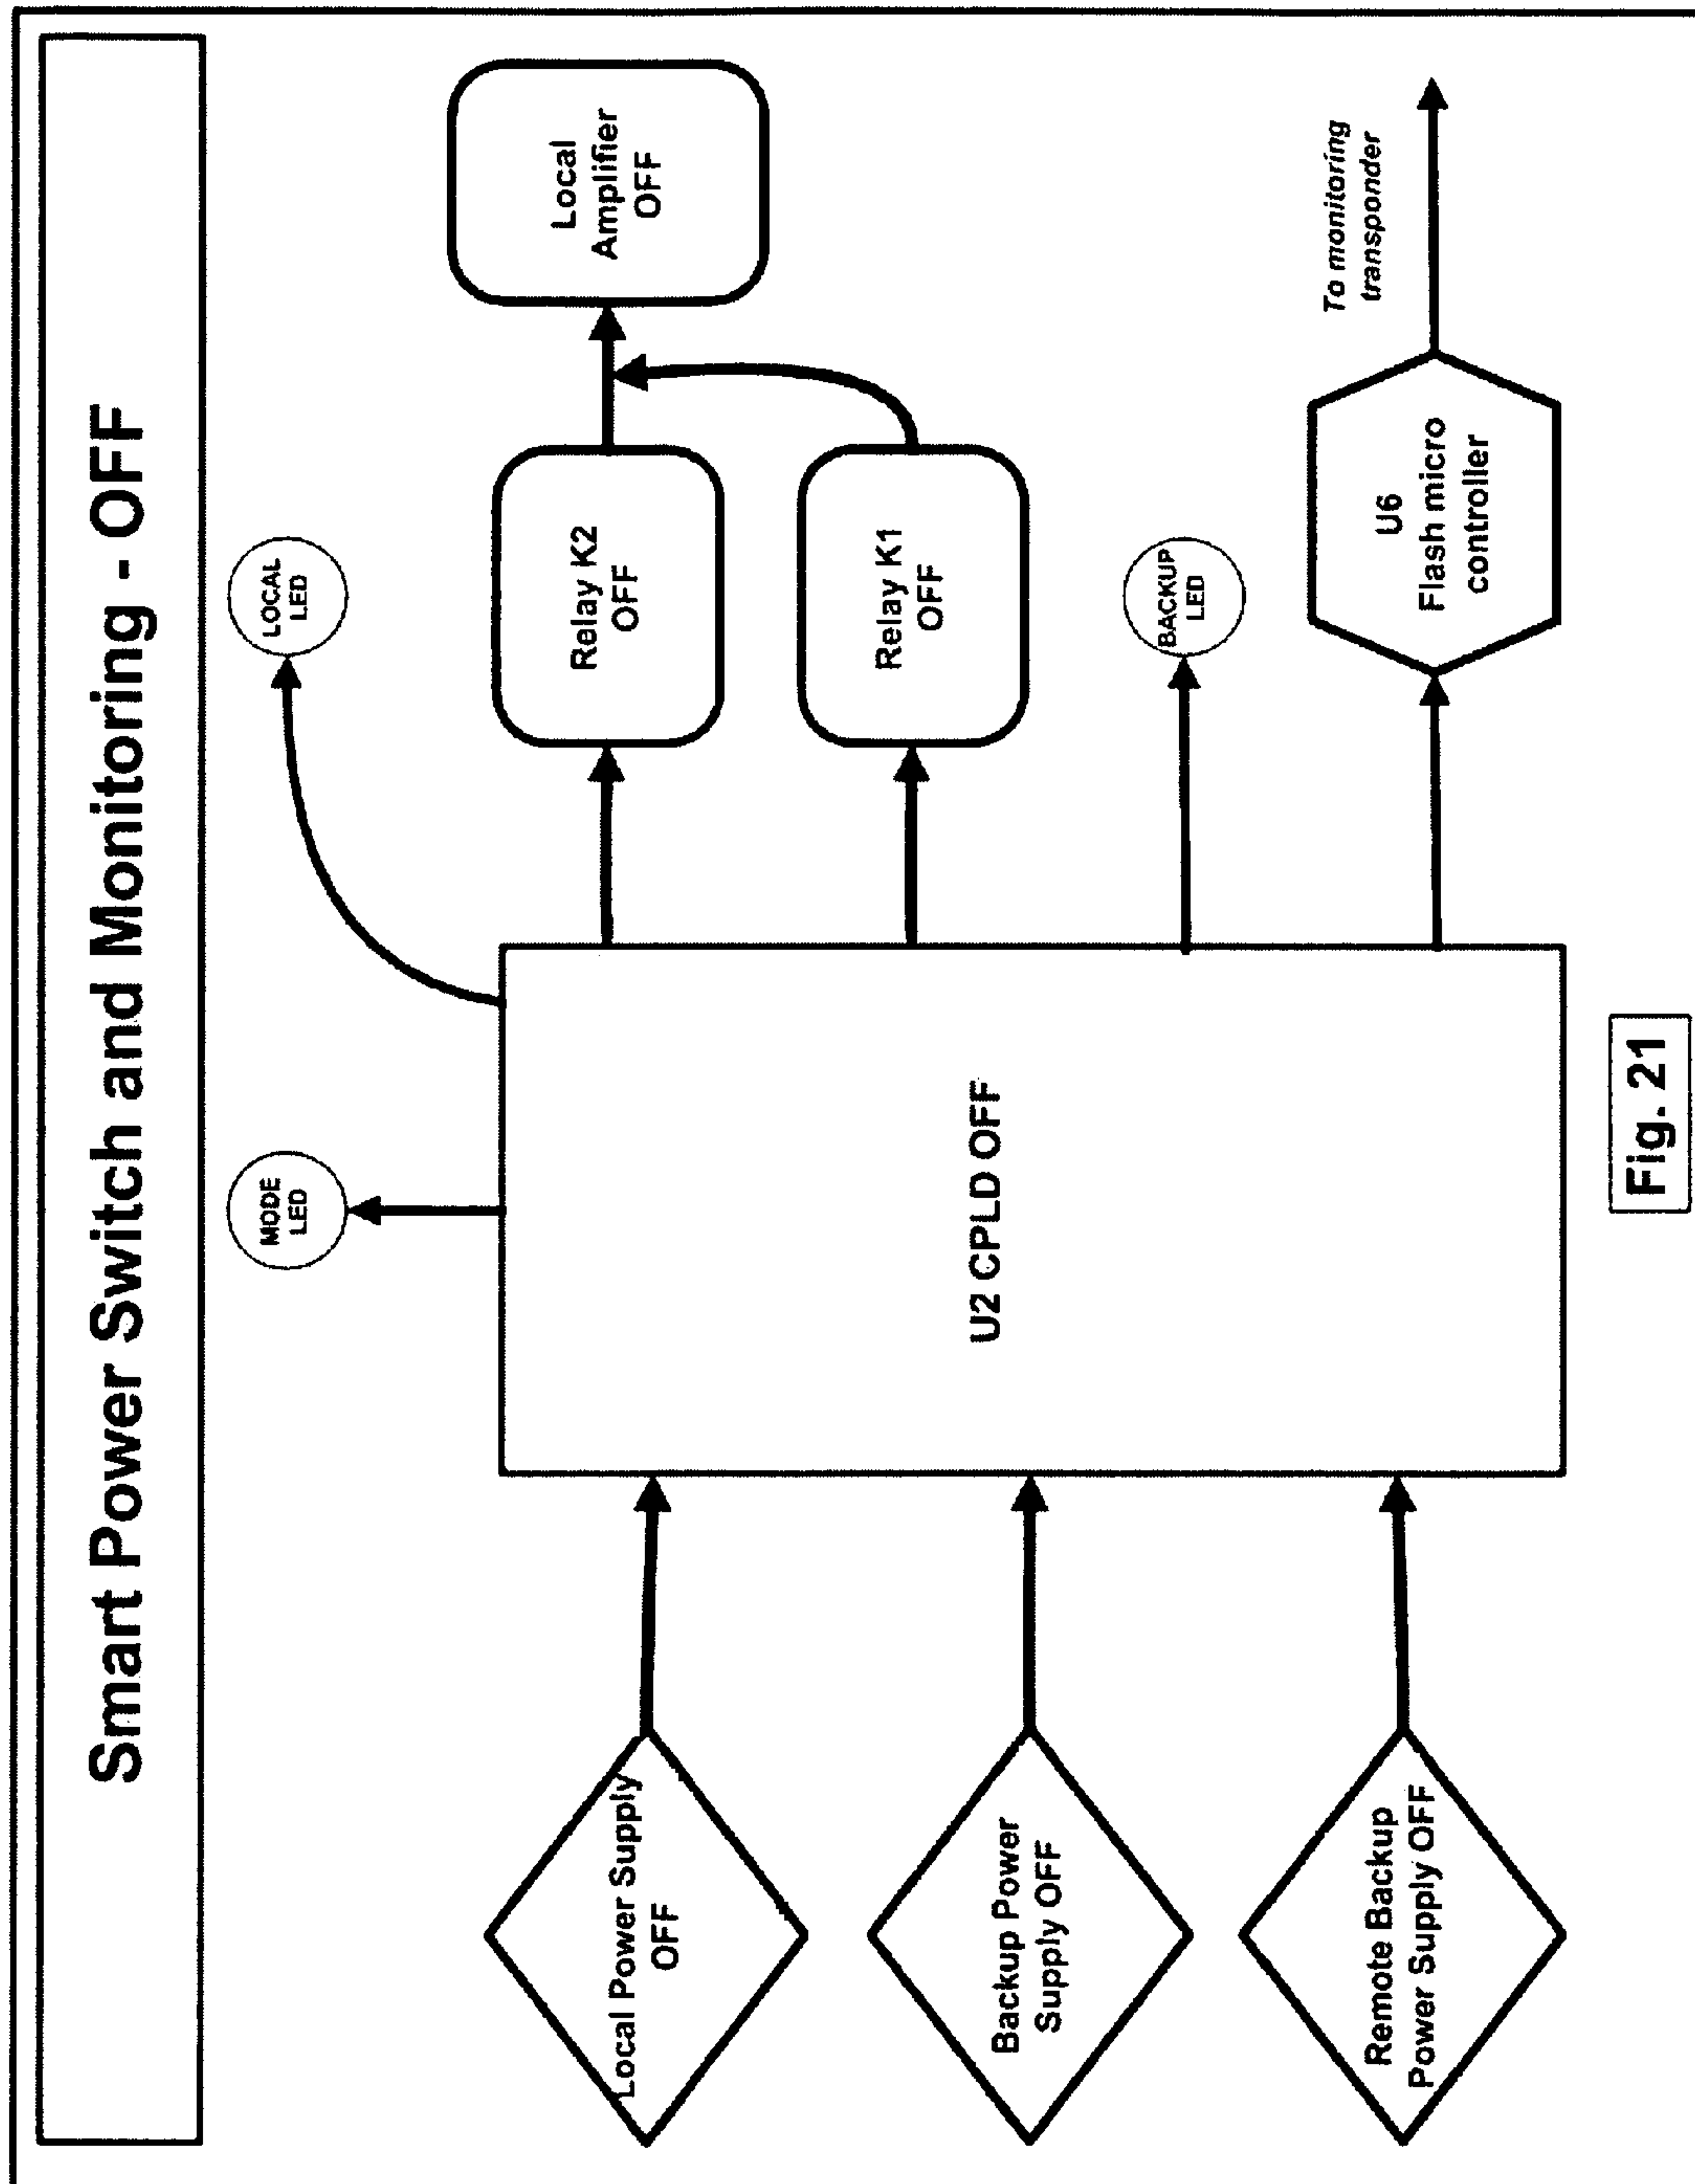 Smart Power Switch and Monitoring - OFF
MODE
LED
LOCAL
LED
Local Power Supply
OFF
Backup Power
Supply OFF
Remote Backup
Power Supply OFF
U2 CPLD OFF
Relay K2
OFF
Relay K1
OFF
BACKUP
LED
U6
Flash micro
controller
Local
Amplifier
OFF
To monitoring
transponder
Fig. 21